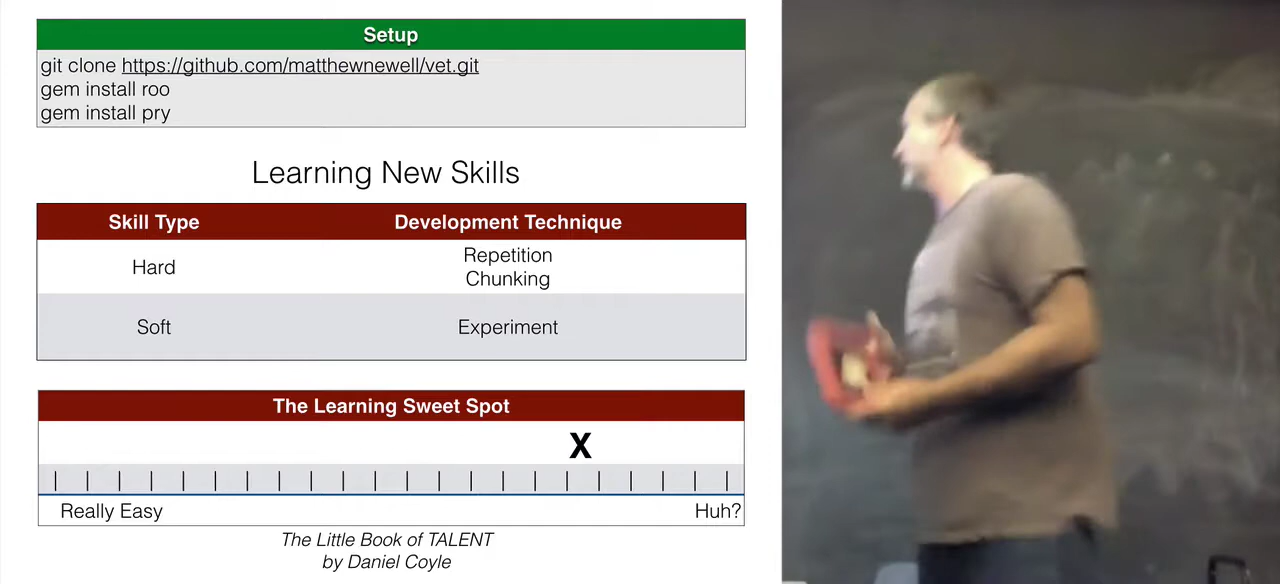 Setup
git clone https://github.com/matthewnewell/vet.git
gem install roo
gem install pry
Learning New Skills
Skill Type Development Technique
Hard Repetition
Chunking
Soft Experiment
The Learning Sweet Spot
X
Really Easy Huh?
The Little Book of TALENT
by Daniel Coyle